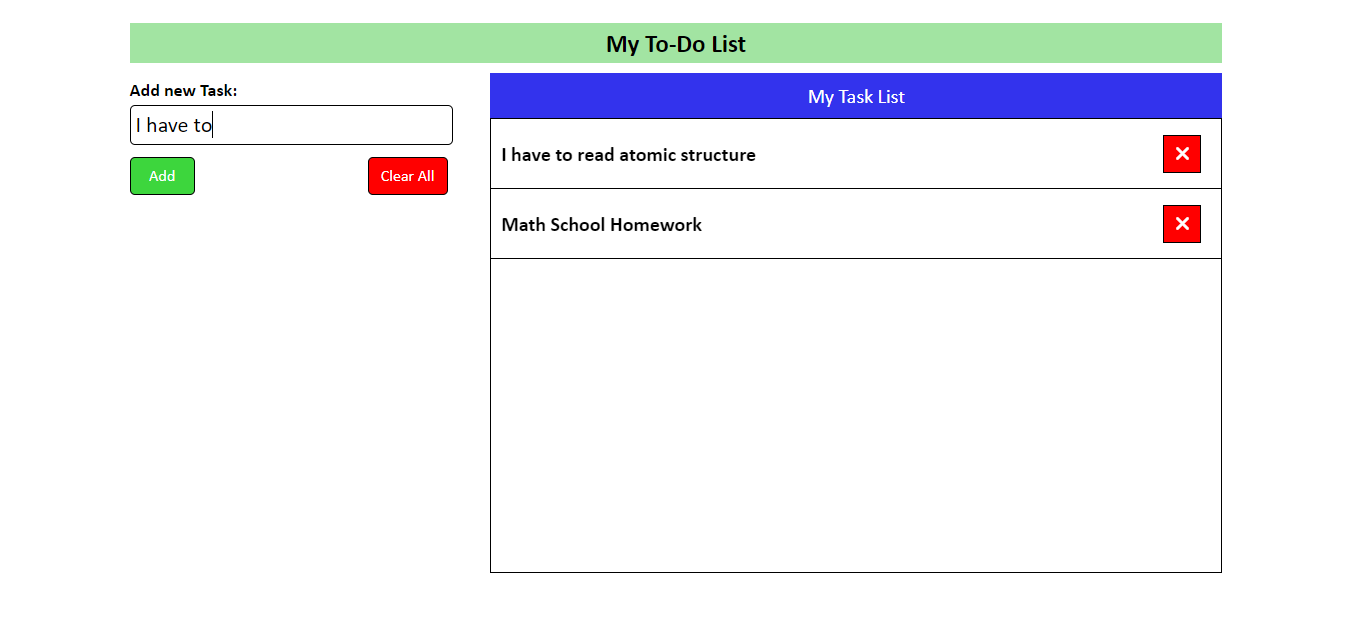 My To-Do List
Add new Task:
I have to
Add
Clear All
My Task List
I have to read atomic structure
Math School Homework